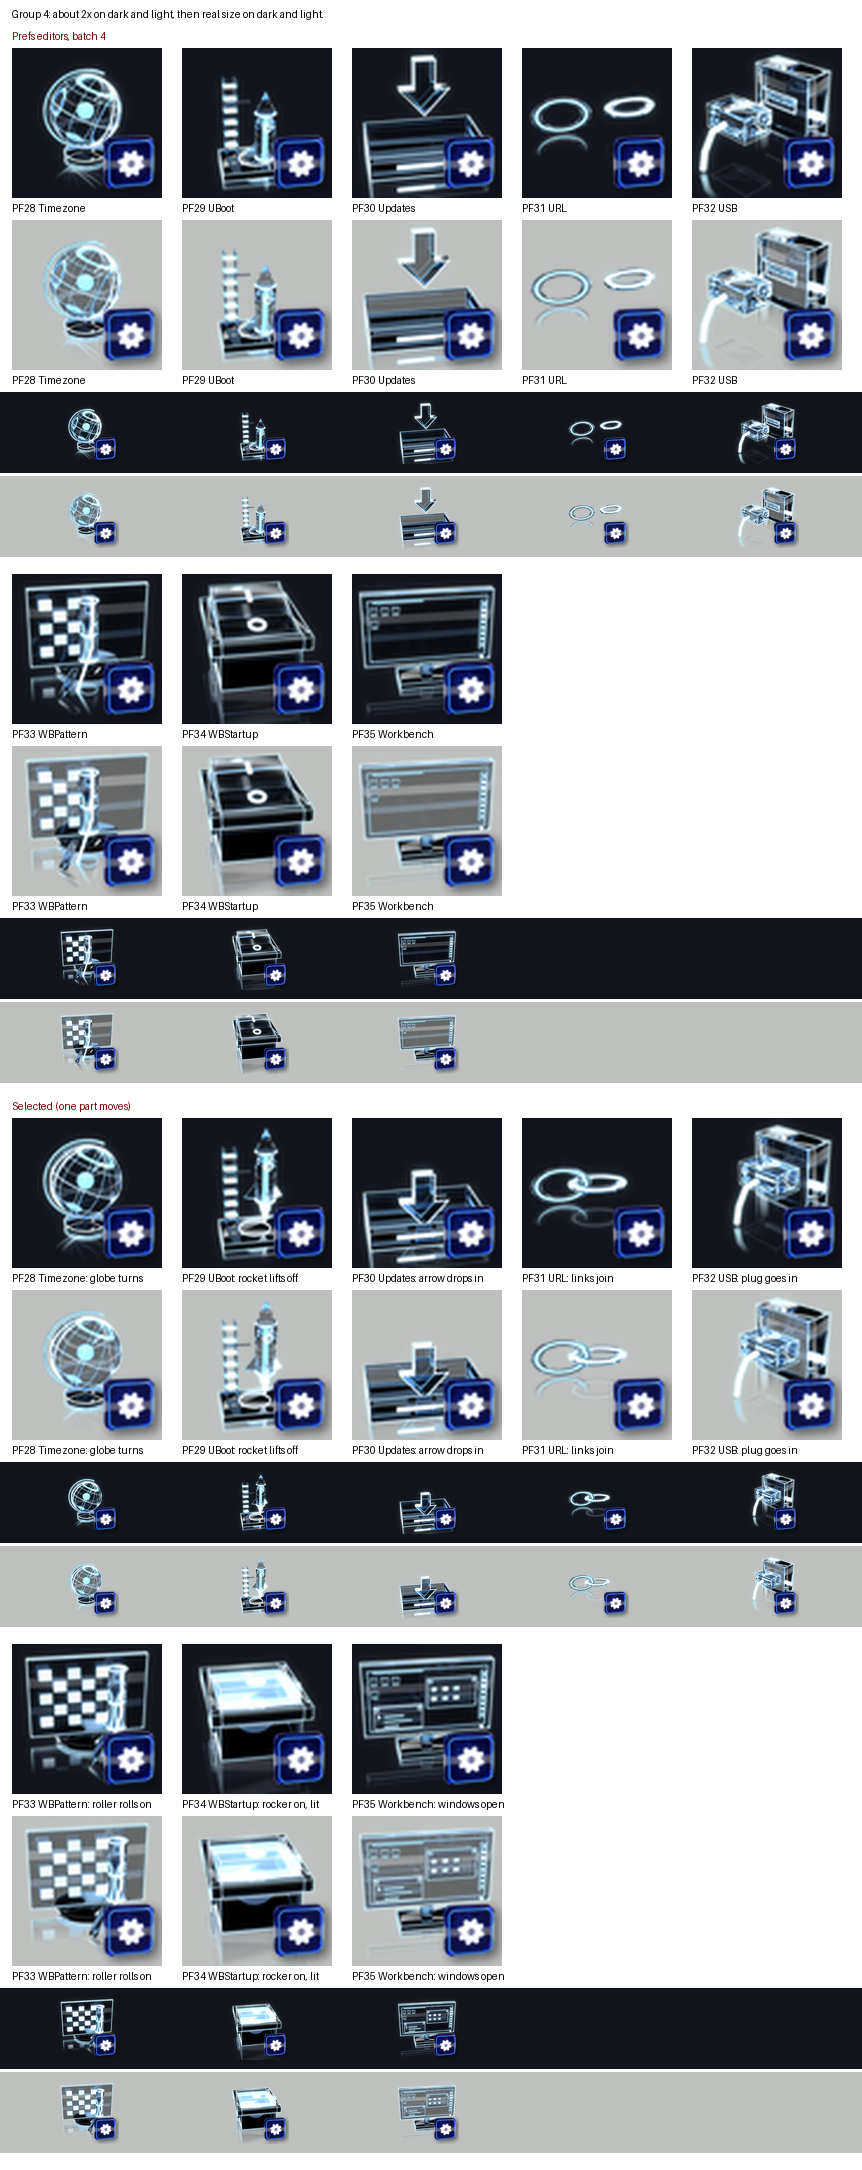 Group 4: about 2x on dark and light, then real size on dark and light.
Prefs editors, batch 4
PF28 Timezone
PF29 UBoot
PF30 Updates
PF31 URL
PF32 USB
PF28 Timezone
PF29 UBoot
PF30 Updates
PF31 URL
PF32 USB
PF33 WBPattern
PF34 WBStartup
PF35 Workbench
PF33 WBPattern
PF34 WBStartup
PF35 Workbench
Selected (one part moves)
PF28 Timezone: globe turns
PF29 UBoot: rocket lifts off
PF30 Updates: arrow drops in
PF31 URL: links join
PF32 USB: plug goes in
PF28 Timezone: globe turns
PF29 UBoot: rocket lifts off
PF30 Updates: arrow drops in
PF31 URL: links join
PF32 USB: plug goes in
PF33 WBPattern: roller rolls on
PF34 WBStartup: rocker on, lit
PF35 Workbench: windows open
PF33 WBPattern: roller rolls on
PF34 WBStartup: rocker on, lit
PF35 Workbench: windows open